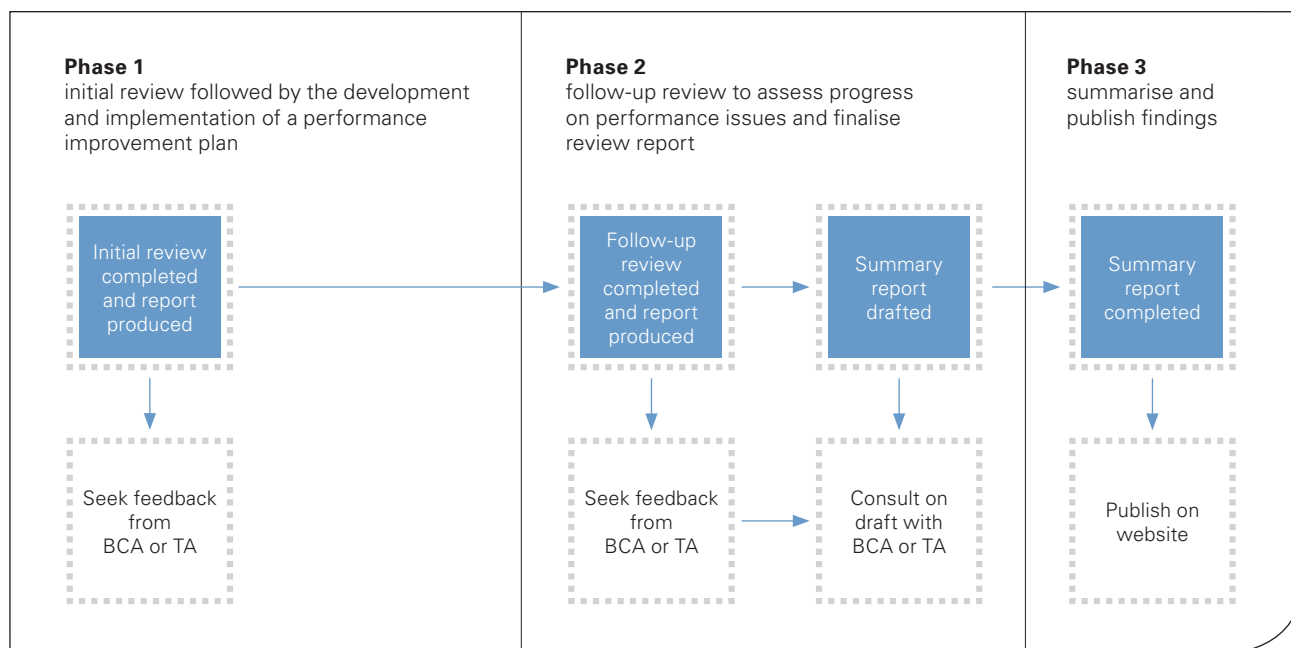 Phase 1
initial review followed by the development
and implementation of a performance
improvement plan
Phase 2
follow-up review to assess progress
on performance issues and finalise
review report
Phase 3
summarise and
publish findings
Initial review
completed
and report
produced
Follow-up
review
completed
and report
produced
Summary
report
drafted
Summary
report
completed
Seek feedback
from
BCA or TA
Seek feedback
from
BCA or TA
Consult on
draft with
BCA or TA
Publish on
website